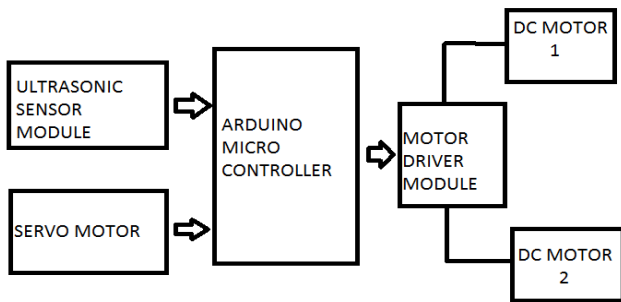 ULTRASONIC
SENSOR
MODULE
SERVO MOTOR
ARDUINO
MICRO
CONTROLLER
MOTOR
DRIVER
MODULE
DC MOTOR
1
DC MOTOR
2